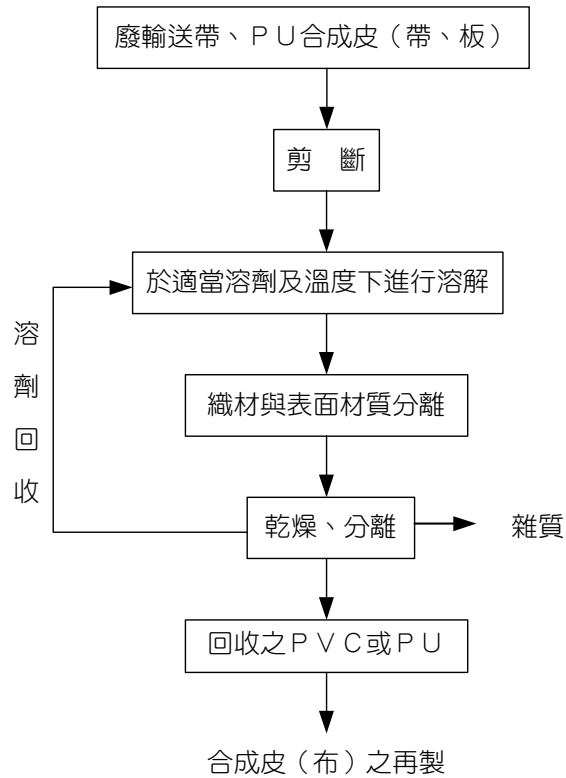 廢輸送帶、ＰＵ合成皮（帶、板）
剪　斷
於適當溶劑及溫度下進行溶解
溶劑回收
織材與表面材質分離
乾燥、分離
雜質
回收之ＰＶＣ或ＰＵ
合成皮（布）之再製